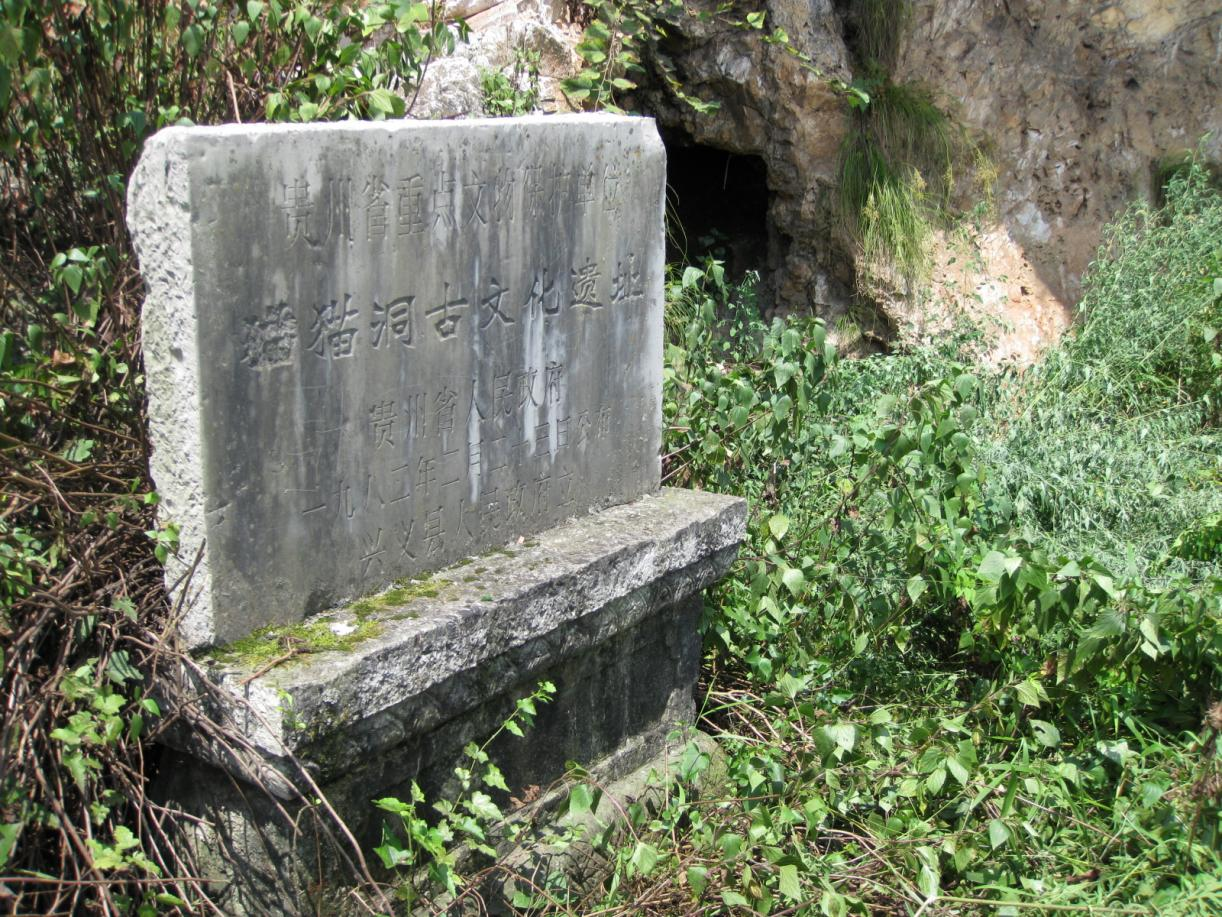 贵州省重点文物保护单位
猫猫洞古文化遗址
贵州省人民政府
一九八二年二月二十三日公布
兴义县人民政府立